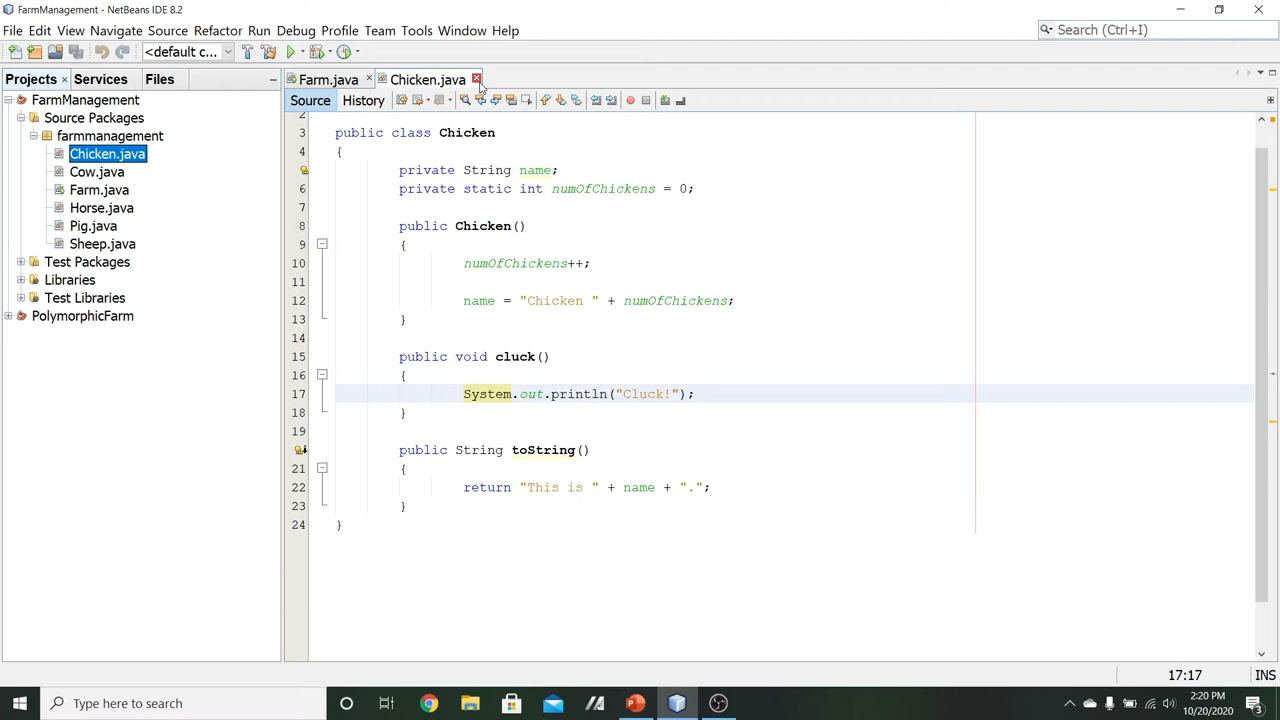 FarmManagement - NetBeans IDE 8.2
File Edit View Navigate Source Refactor Run Debug Profile Team Tools Window Help
Search (Ctrl+I)
<default c...
Projects Services Files
Farm.java Chicken.java
Source History
FarmManagement
Source Packages
farmmanagement
Chicken.java
Cow.java
Farm.java
Horse.java
Pig.java
Sheep.java
Test Packages
Libraries
Test Libraries
PolymorphicFarm
2
3 public class Chicken
4 {
private String name;
6 private static int numOfChickens = 0;
7
8 public Chicken()
9 {
10 numOfChickens++;
11
12 name = "Chicken " + numOfChickens;
13 }
14
15 public void cluck()
16 {
17 System.out.println("Cluck!");
18 }
19
public String toString()
21 {
22 return "This is " + name + ".";
23 }
24 }
17:17 INS
Type here to search
2:20 PM
10/20/2020
3